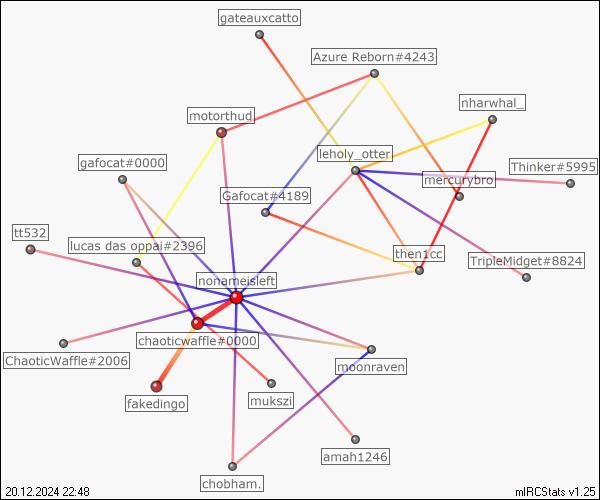 gateauxcatto
Azure Reborn#4243
nharwhal_
motorthud
leholy_otter
gafocat#0000
Thinker#5995
mercurybro
Gafocat#4189
tt532
lucas das oppai#2396
then1cc
TripleMidget#8824
nonameisleft
chaoticwaffle#0000
ChaoticWaffle#2006
moonraven
mukszi
fakedingo
amah1246
chobham.
20.12.2024 22:48
mIRCStats v1.25